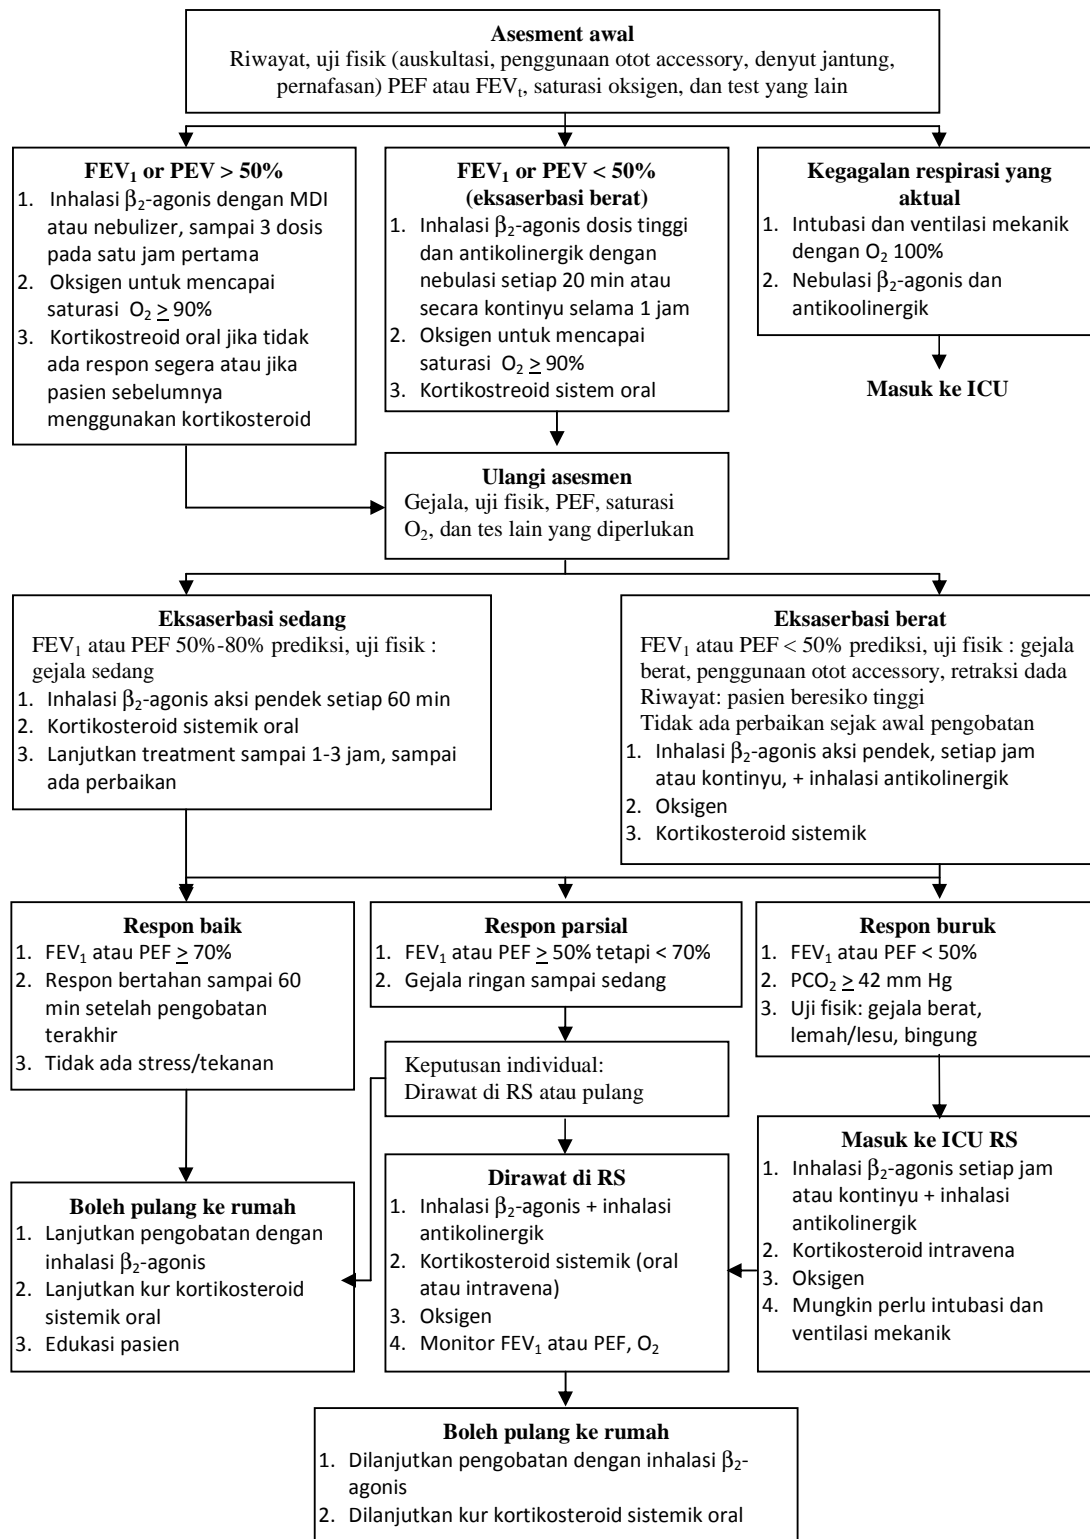 Asesment awal
Riwayat, uji fisik (auskultasi, penggunaan otot accessory, denyut jantung,
pernafasan) PEF atau FEVₜ, saturasi oksigen, dan test yang lain
FEV₁ or PEV > 50%
1. Inhalasi β₂-agonis dengan MDI
atau nebulizer, sampai 3 dosis
pada satu jam pertama
2. Oksigen untuk mencapai
saturasi O₂ ≥ 90%
3. Kortikostreoid oral jika tidak
ada respon segera atau jika
pasien sebelumnya
menggunakan kortikosteroid
FEV₁ or PEV < 50%
(eksaserbasi berat)
1. Inhalasi β₂-agonis dosis tinggi
dan antikolinergik dengan
nebulasi setiap 20 min atau
secara kontinyu selama 1 jam
2. Oksigen untuk mencapai
saturasi O₂ ≥ 90%
3. Kortikostreoid sistem oral
Kegagalan respirasi yang
aktual
1. Intubasi dan ventilasi mekanik
dengan O₂ 100%
2. Nebulasi β₂-agonis dan
antikoolinergik
Masuk ke ICU
Ulangi asesmen
Gejala, uji fisik, PEF, saturasi
O₂, dan tes lain yang diperlukan
Eksaserbasi sedang
FEV₁ atau PEF 50%-80% prediksi, uji fisik :
gejala sedang
1. Inhalasi β₂-agonis aksi pendek setiap 60 min
2. Kortikosteroid sistemik oral
3. Lanjutkan treatment sampai 1-3 jam, sampai
ada perbaikan
Eksaserbasi berat
FEV₁ atau PEF < 50% prediksi, uji fisik : gejala
berat, penggunaan otot accessory, retraksi dada
Riwayat: pasien beresiko tinggi
Tidak ada perbaikan sejak awal pengobatan
1. Inhalasi β₂-agonis aksi pendek, setiap jam
atau kontinyu, + inhalasi antikolinergik
2. Oksigen
3. Kortikosteroid sistemik
Respon baik
1. FEV₁ atau PEF ≥ 70%
2. Respon bertahan sampai 60
min setelah pengobatan
terakhir
3. Tidak ada stress/tekanan
Respon parsial
1. FEV₁ atau PEF ≥ 50% tetapi < 70%
2. Gejala ringan sampai sedang
Respon buruk
1. FEV₁ atau PEF < 50%
2. PCO₂ ≥ 42 mm Hg
3. Uji fisik: gejala berat,
lemah/lesu, bingung
Keputusan individual:
Dirawat di RS atau pulang
Boleh pulang ke rumah
1. Lanjutkan pengobatan dengan
inhalasi β₂-agonis
2. Lanjutkan kur kortikosteroid
sistemik oral
3. Edukasi pasien
Dirawat di RS
1. Inhalasi β₂-agonis + inhalasi
antikolinergik
2. Kortikosteroid sistemik (oral
atau intravena)
3. Oksigen
4. Monitor FEV₁ atau PEF, O₂
Masuk ke ICU RS
1. Inhalasi β₂-agonis setiap jam
atau kontinyu + inhalasi
antikolinergik
2. Kortikosteroid intravena
3. Oksigen
4. Mungkin perlu intubasi dan
ventilasi mekanik
Boleh pulang ke rumah
1. Dilanjutkan pengobatan dengan inhalasi β₂-
agonis
2. Dilanjutkan kur kortikosteroid sistemik oral